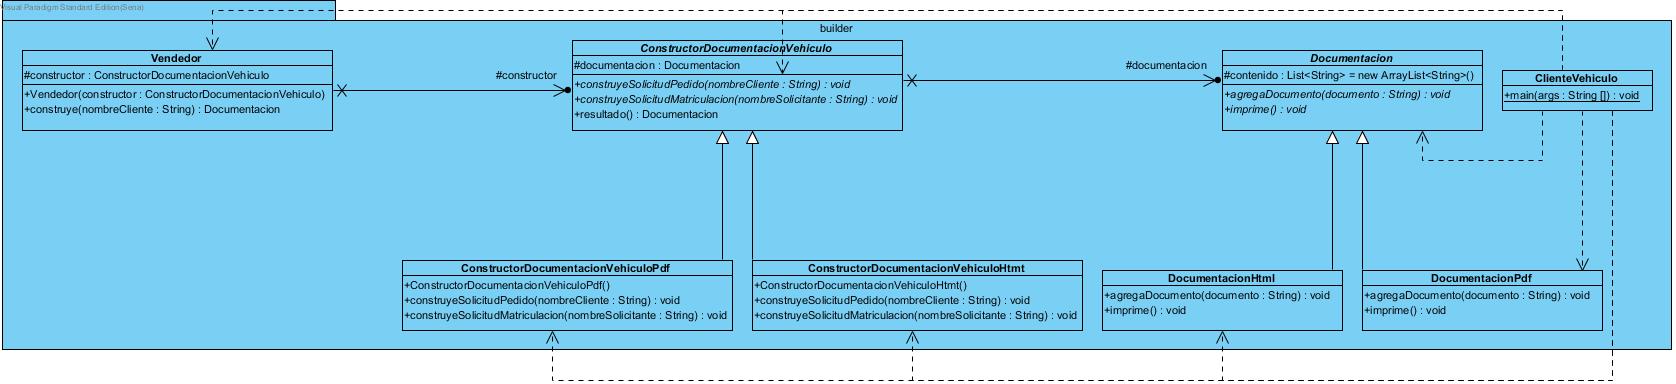 Visual Paradigm Standard Edition(Sena)
builder
Vendedor
#constructor : ConstructorDocumentacionVehiculo
+Vendedor(constructor : ConstructorDocumentacionVehiculo)
+construye(nombreCliente : String) : Documentacion
#constructor
ConstructorDocumentacionVehiculo
#documentacion : Documentacion
+construyeSolicitudPedido(nombreCliente : String) : void
+construyeSolicitudMatriculacion(nombreSolicitante : String) : void
+resultado() : Documentacion
#documentacion
Documentacion
#contenido : List<String> = new ArrayList<String>()
+agregaDocumento(documento : String) : void
+imprime() : void
ClienteVehiculo
+main(args : String []) : void
ConstructorDocumentacionVehiculoPdf
+ConstructorDocumentacionVehiculoPdf()
+construyeSolicitudPedido(nombreCliente : String) : void
+construyeSolicitudMatriculacion(nombreSolicitante : String) : void
ConstructorDocumentacionVehiculoHtmt
+ConstructorDocumentacionVehiculoHtmt()
+construyeSolicitudPedido(nombreCliente : String) : void
+construyeSolicitudMatriculacion(nombreSolicitante : String) : void
DocumentacionHtml
+agregaDocumento(documento : String) : void
+imprime() : void
DocumentacionPdf
+agregaDocumento(documento : String) : void
+imprime() : void